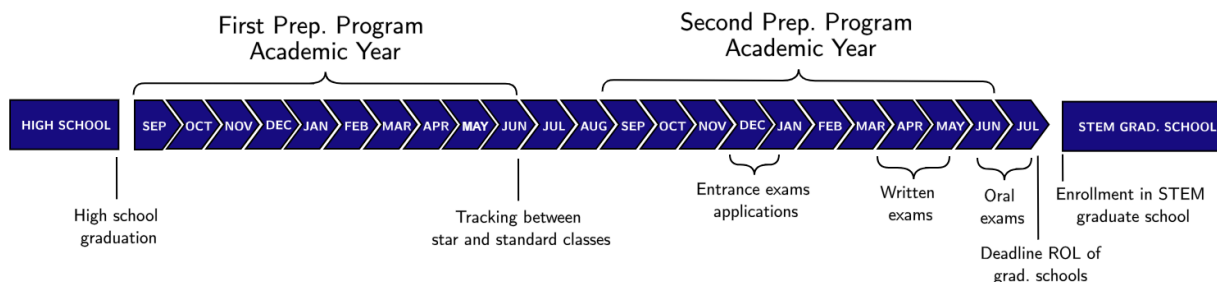 First Prep. Program
Academic Year
Second Prep. Program
Academic Year
HIGH SCHOOL
SEP
OCT
NOV
DEC
JAN
FEB
MAR
APR
MAY
JUN
JUL
AUG
SEP
OCT
NOV
DEC
JAN
FEB
MAR
APR
MAY
JUN
JUL
STEM GRAD. SCHOOL
High school
graduation
Tracking between
star and standard classes
Entrance exams
applications
Written
exams
Oral
exams
Deadline ROL of
grad. schools
Enrollment in STEM
graduate school